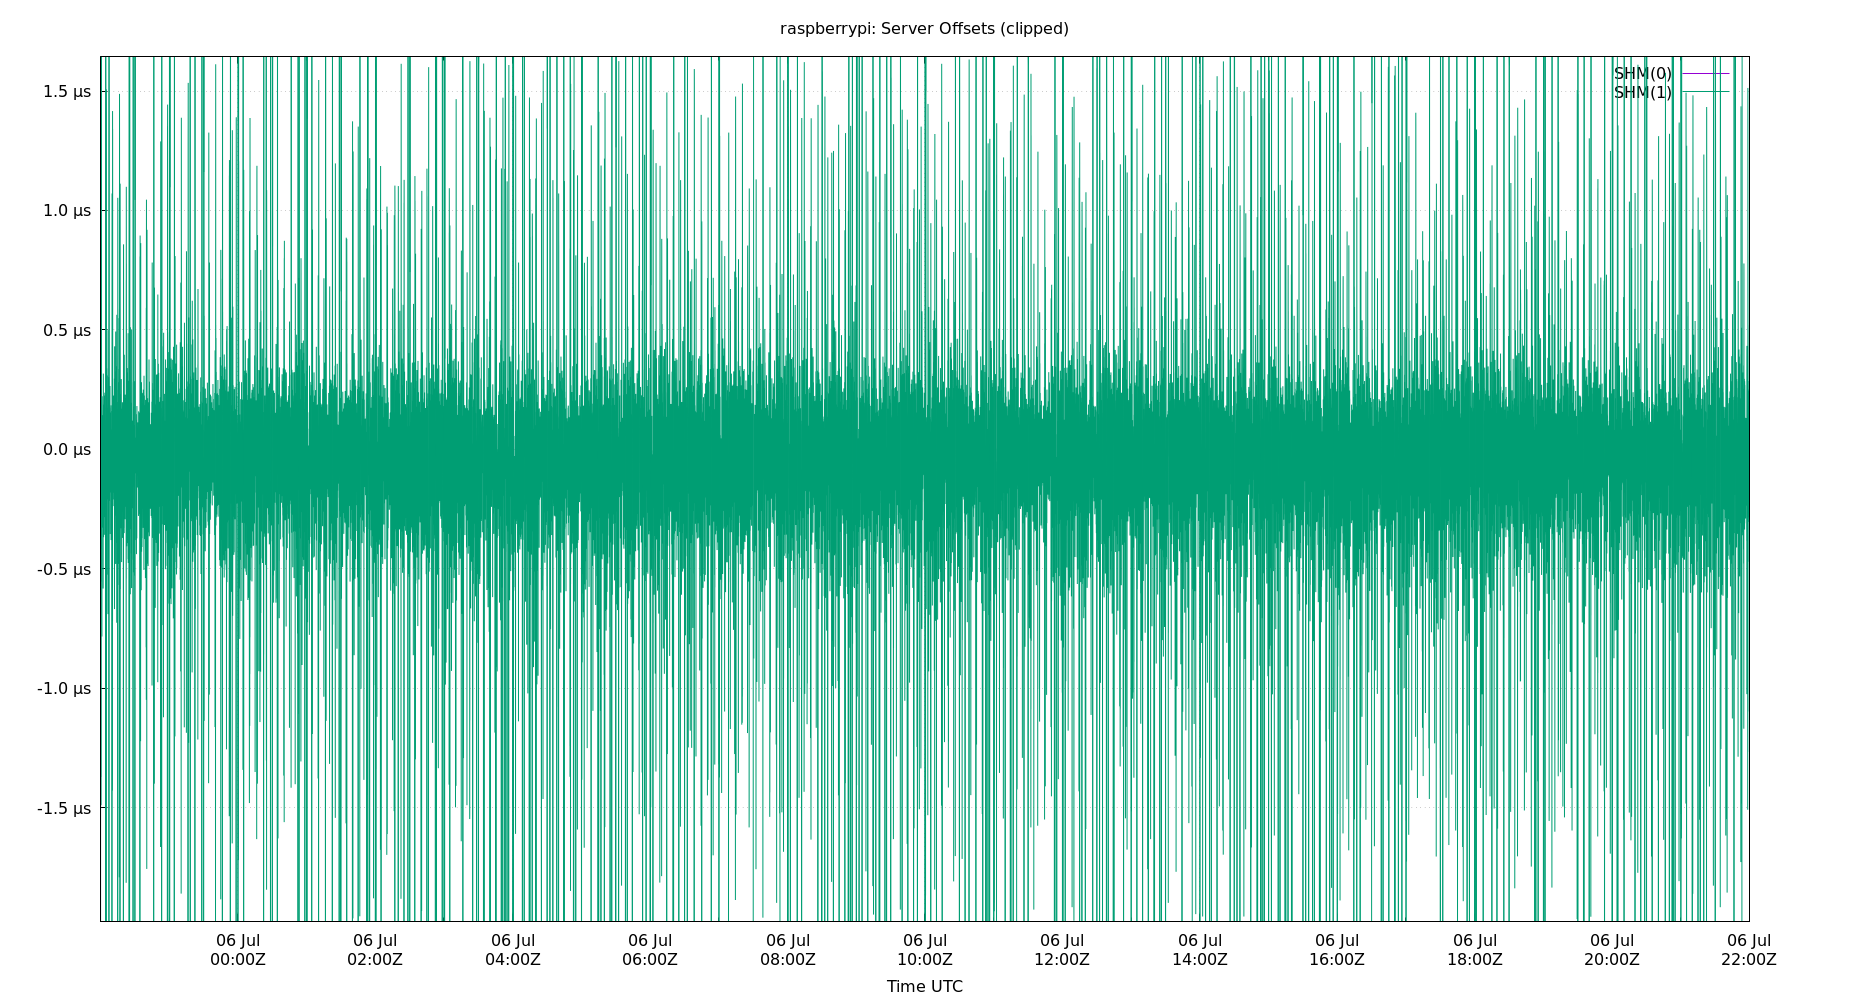 raspberrypi: Server Offsets (clipped)
SHM(0)
SHM(1)
1.5 µs
1.0 µs
0.5 µs
0.0 µs
-0.5 µs
-1.0 µs
-1.5 µs
06 Jul 06 Jul 06 Jul 06 Jul 06 Jul 06 Jul 06 Jul 06 Jul 06 Jul 06 Jul 06 Jul 06 Jul
00:00Z 02:00Z 04:00Z 06:00Z 08:00Z 10:00Z 12:00Z 14:00Z 16:00Z 18:00Z 20:00Z 22:00Z
Time UTC